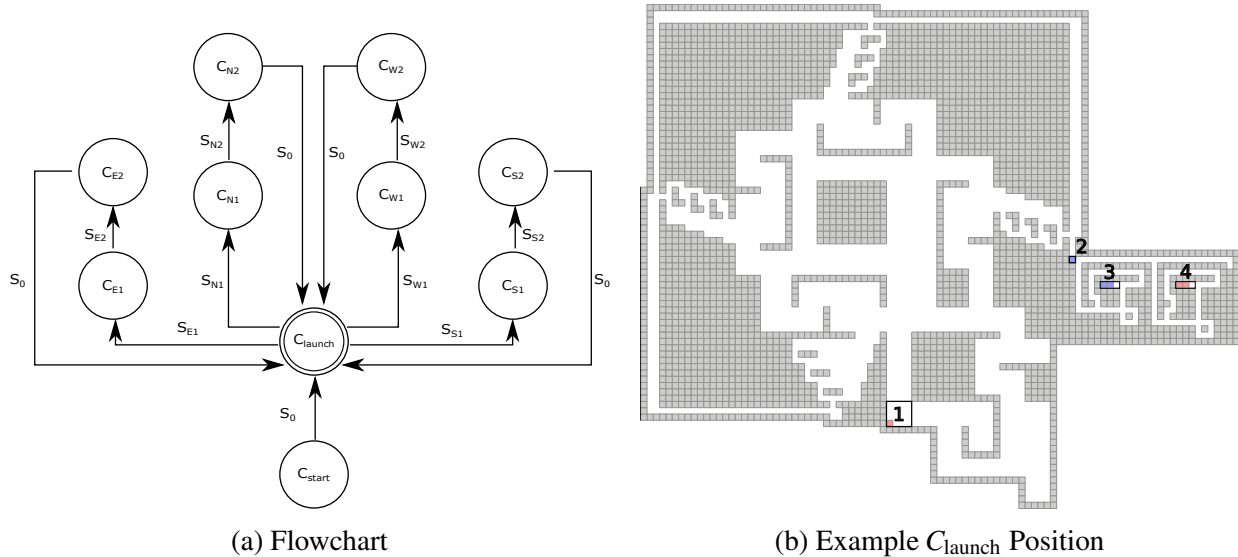 C_N2
C_W2
S_N2
S_0
S_0
S_W2
C_E2
C_N1
C_W1
C_S2
S_E2
S_S2
S_0
S_N1
S_W1
S_0
C_E1
C_S1
S_E1
S_S1
C_launch
S_0
C_start
2
3
4
1
(a) Flowchart
(b) Example C_launch Position